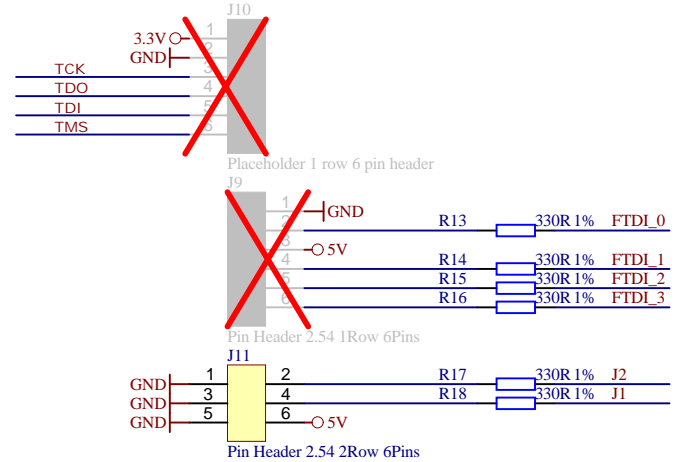 J10
3.3V 1
GND 2
TCK 3
TDO 4
TDI 5
TMS 6
Placeholder 1 row 6 pin header
J9
1 GND
2 R13 330R 1% FTDI_0
3 5V
4 R14 330R 1% FTDI_1
5 R15 330R 1% FTDI_2
6 R16 330R 1% FTDI_3
Pin Header 2.54 1Row 6Pins
J11
GND 1 2 R17 330R 1% J2
GND 3 4 R18 330R 1% J1
GND 5 6 5V
Pin Header 2.54 2Row 6Pins